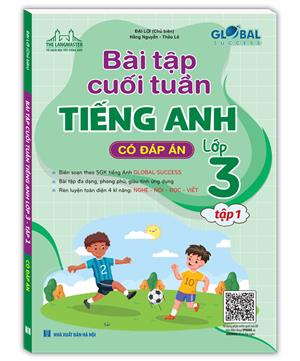 THE LANGMASTER
ĐẠI LỢI (Chủ biên)
Hồng Nguyễn - Thảo Lê
GLOBAL
SUCCESS
Bài tập
cuối tuần
TIẾNG ANH
CÓ ĐÁP ÁN
Lớp
3
tập 1
Biên soạn theo SGK tiếng Anh GLOBAL SUCCESS
Bài tập đa dạng, phong phú, giàu tính ứng dụng
Rèn luyện toàn diện 4 kĩ năng: NGHE - NÓI - ĐỌC - VIẾT
NHÀ XUẤT BẢN HÀ NỘI
BÀI TẬP CUỐI TUẦN TIẾNG ANH LỚP 3 - TẬP 1
CÓ ĐÁP ÁN